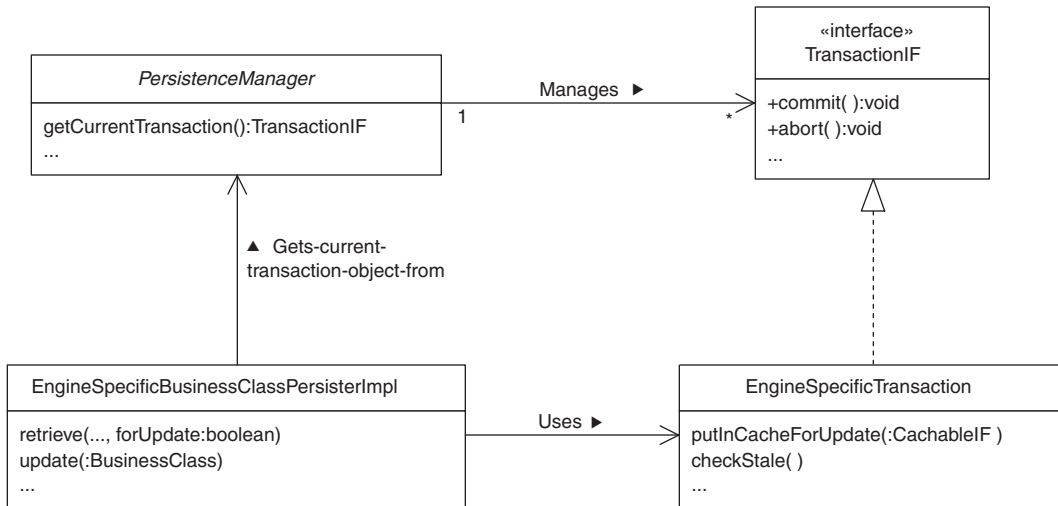 «interface»
TransactionIF
PersistenceManager
Manages ►
+commit( ):void
+abort( ):void
...
1
*
getCurrentTransaction():TransactionIF
...
▲ Gets-current-
transaction-object-from
EngineSpecificBusinessClassPersisterImpl
EngineSpecificTransaction
retrieve(..., forUpdate:boolean)
update(:BusinessClass)
...
Uses ►
putInCacheForUpdate(:CachableIF )
checkStale( )
...